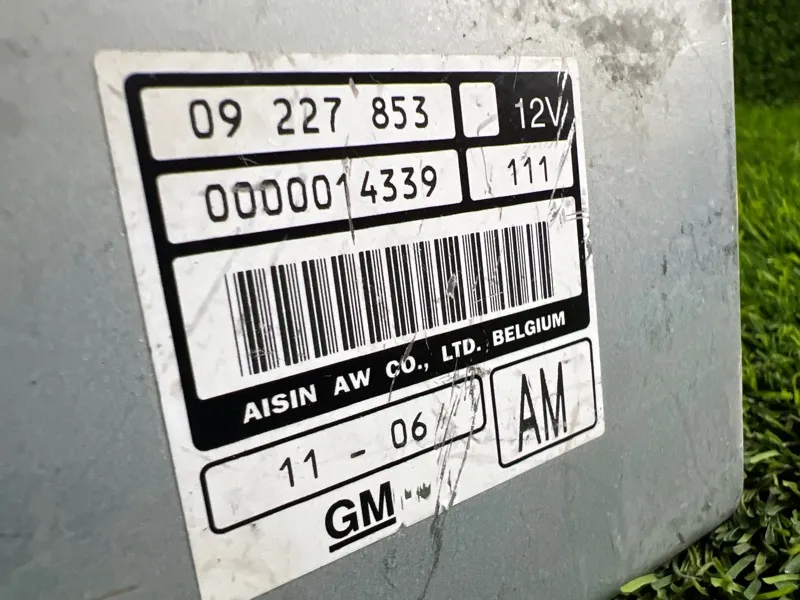 09 227 853 12V
0000014339 111
AISIN AW CO., LTD. BELGIUM
11 - 06 AM
GM